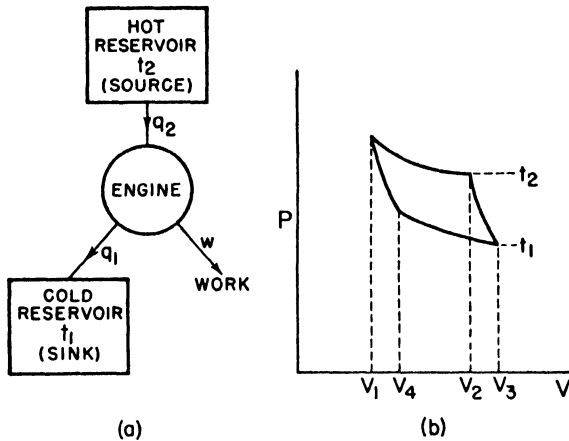 HOT
RESERVOIR
t2
(SOURCE)
q2
ENGINE
q1
w
WORK
COLD
RESERVOIR
t1
(SINK)
(a)
P
t2
t1
V1 V4 V2 V3 V
(b)